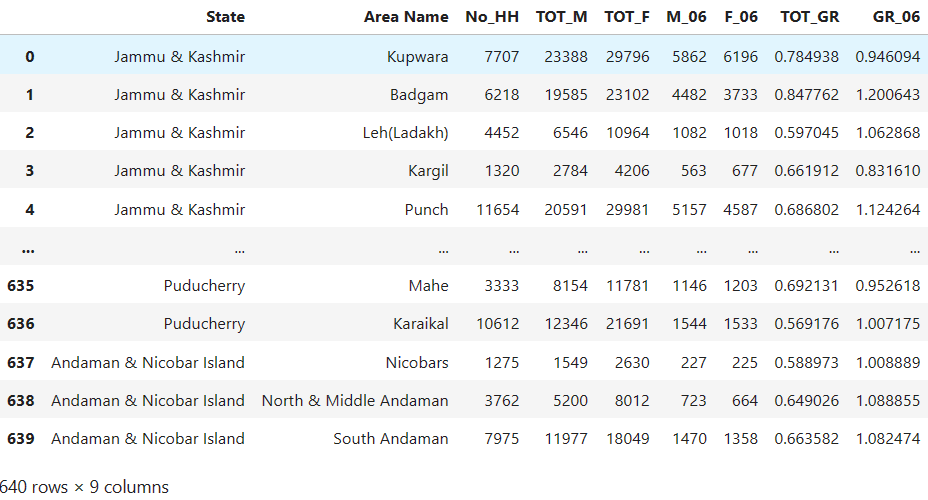 State Area Name No_HH TOT_M TOT_F M_06 F_06 TOT_GR GR_06
0 Jammu & Kashmir Kupwara 7707 23388 29796 5862 6196 0.784938 0.946094
1 Jammu & Kashmir Badgam 6218 19585 23102 4482 3733 0.847762 1.200643
2 Jammu & Kashmir Leh(Ladakh) 4452 6546 10964 1082 1018 0.597045 1.062868
3 Jammu & Kashmir Kargil 1320 2784 4206 563 677 0.661912 0.831610
4 Jammu & Kashmir Punch 11654 20591 29981 5157 4587 0.686802 1.124264
... ... ... ... ... ... ... ... ... ...
635 Puducherry Mahe 3333 8154 11781 1146 1203 0.692131 0.952618
636 Puducherry Karaikal 10612 12346 21691 1544 1533 0.569176 1.007175
637 Andaman & Nicobar Island Nicobars 1275 1549 2630 227 225 0.588973 1.008889
638 Andaman & Nicobar Island North & Middle Andaman 3762 5200 8012 723 664 0.649026 1.088855
639 Andaman & Nicobar Island South Andaman 7975 11977 18049 1470 1358 0.663582 1.082474
640 rows × 9 columns